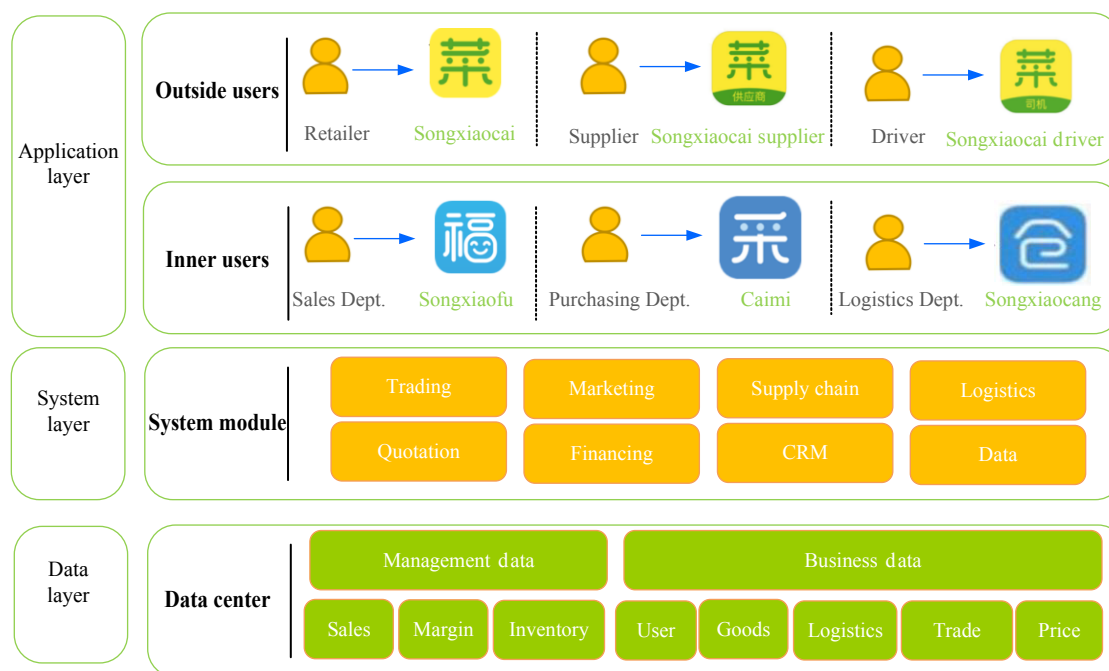 Application
layer
Outside users
菜
Retailer
Songxiaocai
菜
供应商
Supplier
Songxiaocai supplier
菜
司机
Driver
Songxiaocai driver
Inner users
福
Sales Dept.
Songxiaofu
采
Purchasing Dept.
Caimi
仓
Logistics Dept.
Songxiaocang
System
layer
System module
Trading
Marketing
Supply chain
Logistics
Quotation
Financing
CRM
Data
Data
layer
Data center
Management data
Business data
Sales
Margin
Inventory
User
Goods
Logistics
Trade
Price